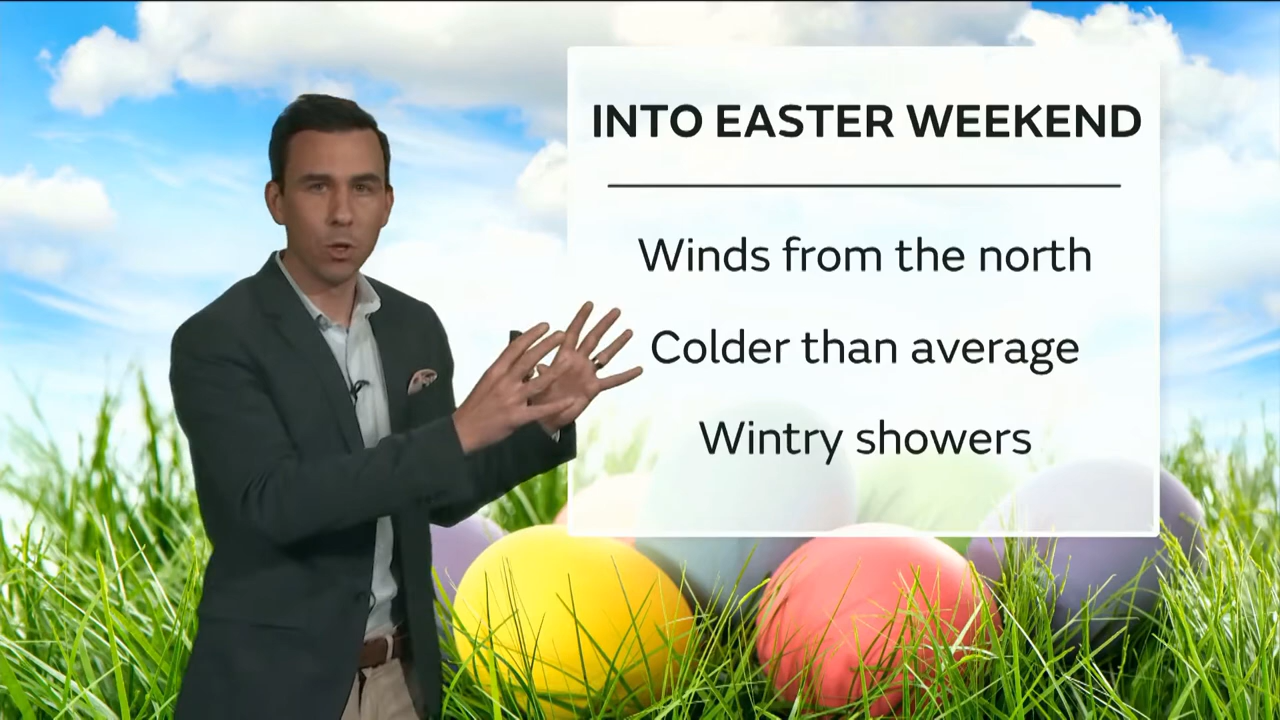 INTO EASTER WEEKEND
Winds from the north
Colder than average
Wintry showers